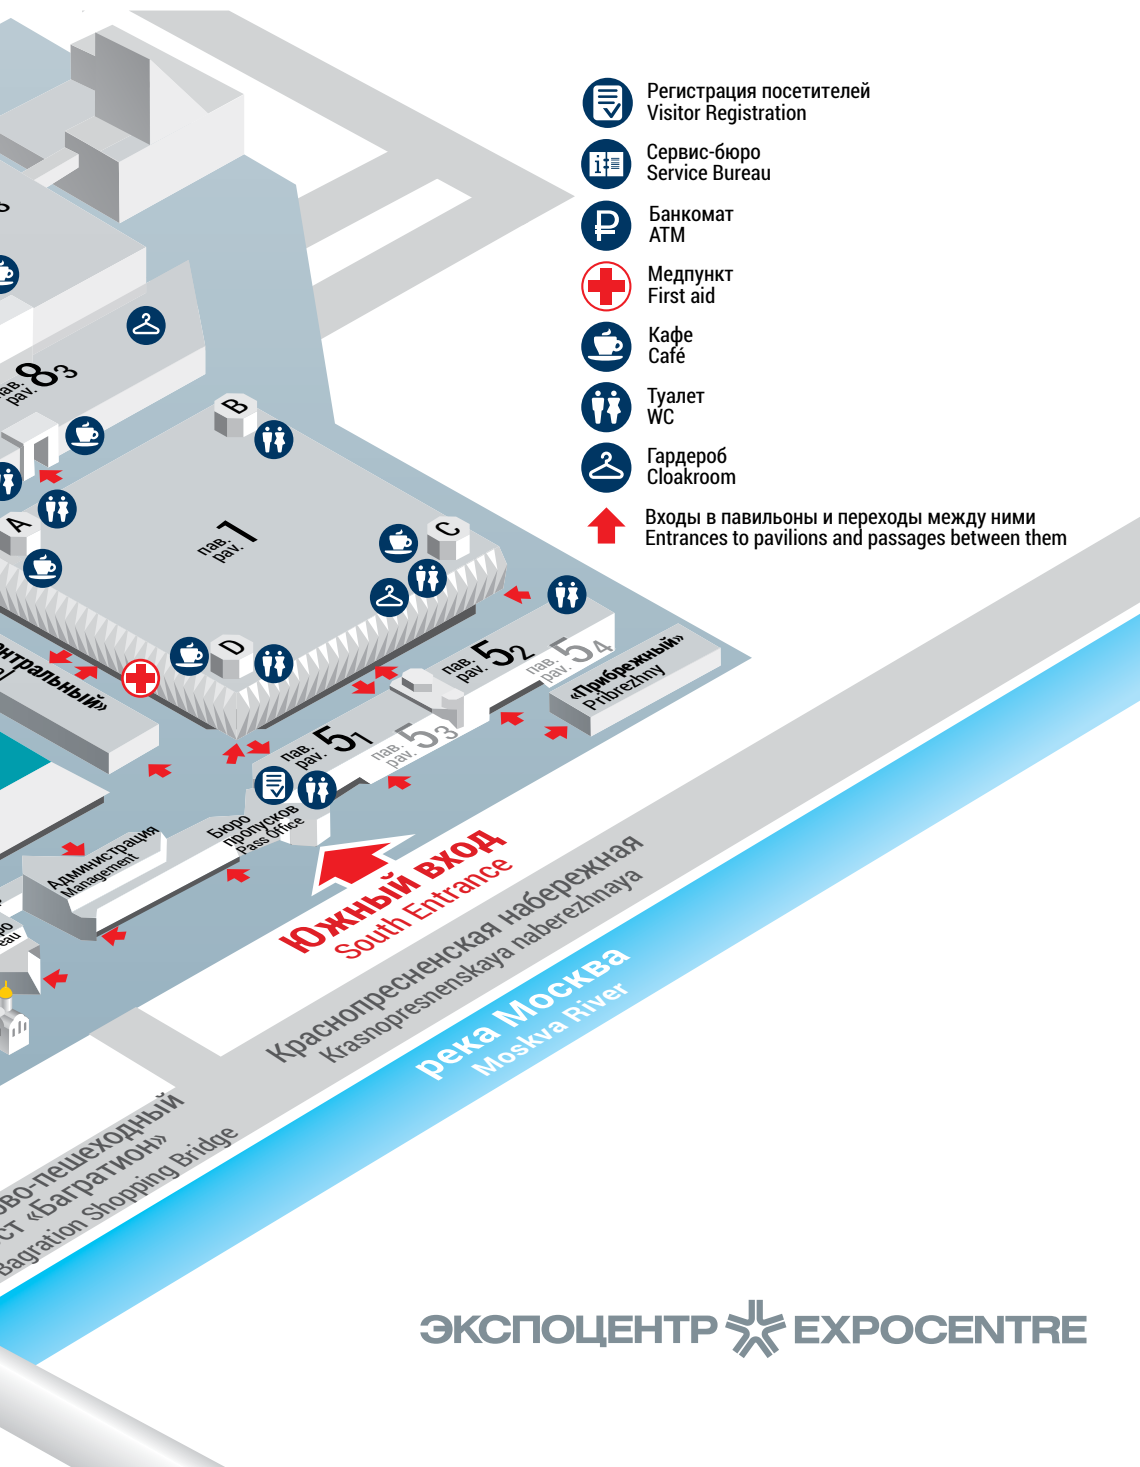 Регистрация посетителей
Visitor Registration
Сервис-бюро
Service Bureau
Банкомат
ATM
Медпункт
First aid
Кафе
Café
Туалет
WC
Гардероб
Cloakroom
Входы в павильоны и переходы между ними
Entrances to pavilions and passages between them
пав.
pav. 8 3
B
A
C
D
пав.
pav. 1
пав.
pav. 5 2
пав.
pav. 5 4
«Прибрежный»
Pribrezhny
нтральный»
пав.
pav. 5 1
пав.
pav. 5 3
Бюро
пропусков
Pass Office
Администрация
Management
Южный вход
South Entrance
Краснопресненская набережная
Krasnopresnenskaya naberezhnaya
река Москва
Moskva River
ово-пешеходный
ст «Багратион»
Bagration Shopping Bridge
ЭКСПОЦЕНТР EXPOCENTRE